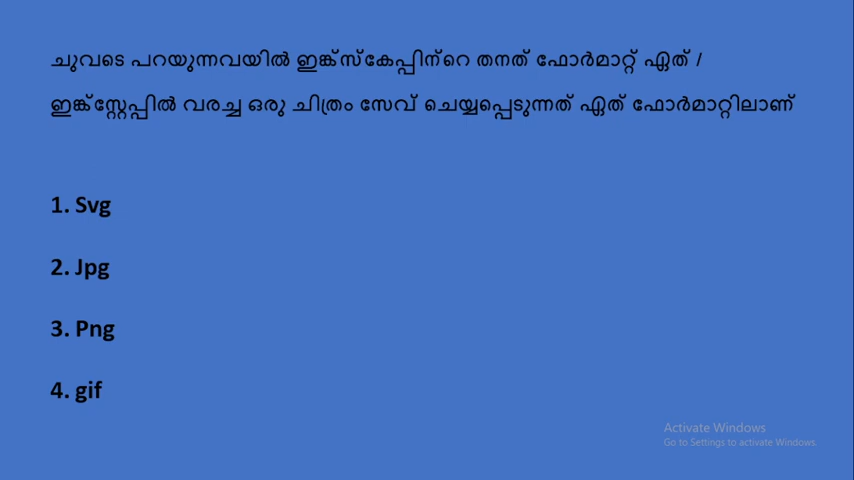 ചുവടെ പറയുന്നവയിൽ ഇങ്ക്സ്കേപ്പിന്റെ തനത് ഫോർമാറ്റ് ഏത് /
ഇങ്ക്സ്റ്റേപ്പിൽ വരച്ച ഒരു ചിത്രം സേവ് ചെയ്യപ്പെടുന്നത് ഏത് ഫോർമാറ്റിലാണ്
1. Svg
2. Jpg
3. Png
4. gif
Activate Windows
Go to Settings to activate Windows.